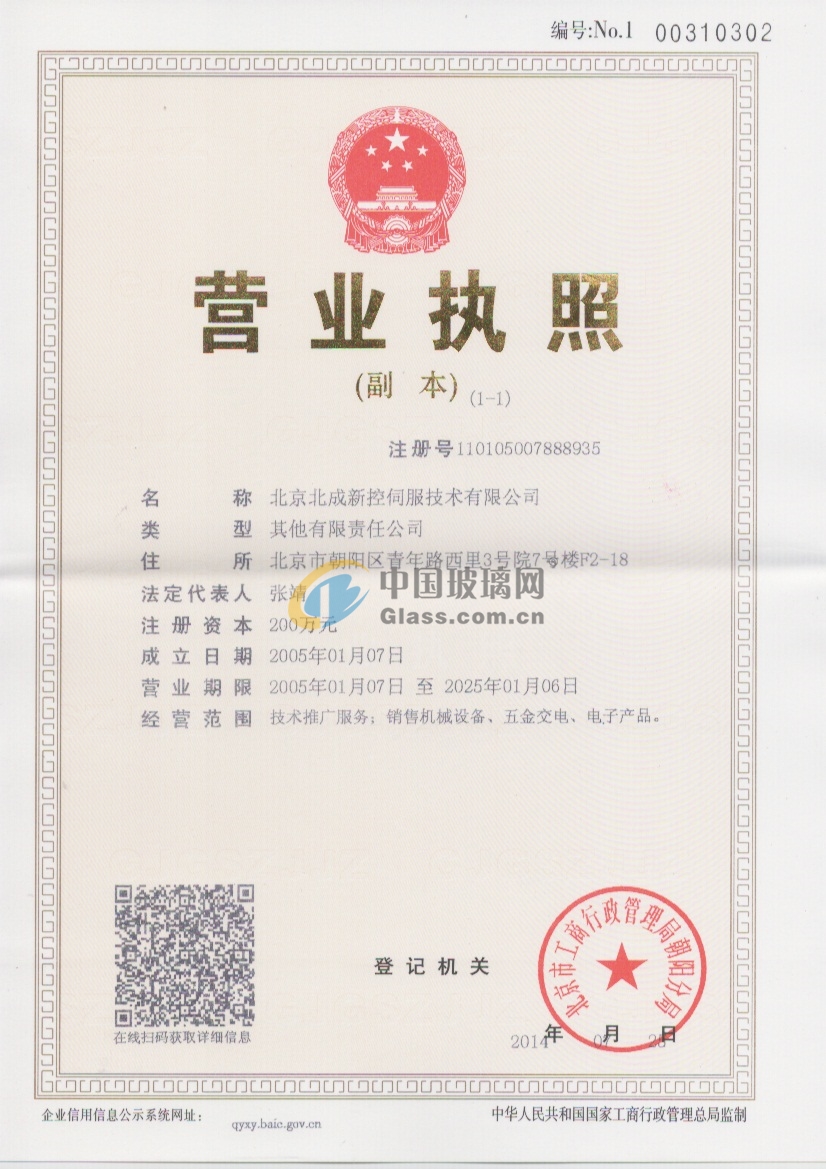 编号:No.1 00310302
营业执照
(副 本) (1-1)
注册号110105007888935
名称 北京北成新控伺服技术有限公司
类型 其他有限责任公司
住所 北京市朝阳区青年路西里3号院7号楼F2-18
法定代表人 张靖
注册资本 200万元
成立日期 2005年01月07日
营业期限 2005年01月07日 至 2025年01月06日
经营范围 技术推广服务；销售机械设备、五金交电、电子产品。
中国玻璃网
Glass.com.cn
北京市工商行政管理局朝阳分局
登记机关
2014年 月 日
在线扫码获取详细信息
企业信用信息公示系统网址： qyxy.baic.gov.cn
中华人民共和国国家工商行政管理总局监制